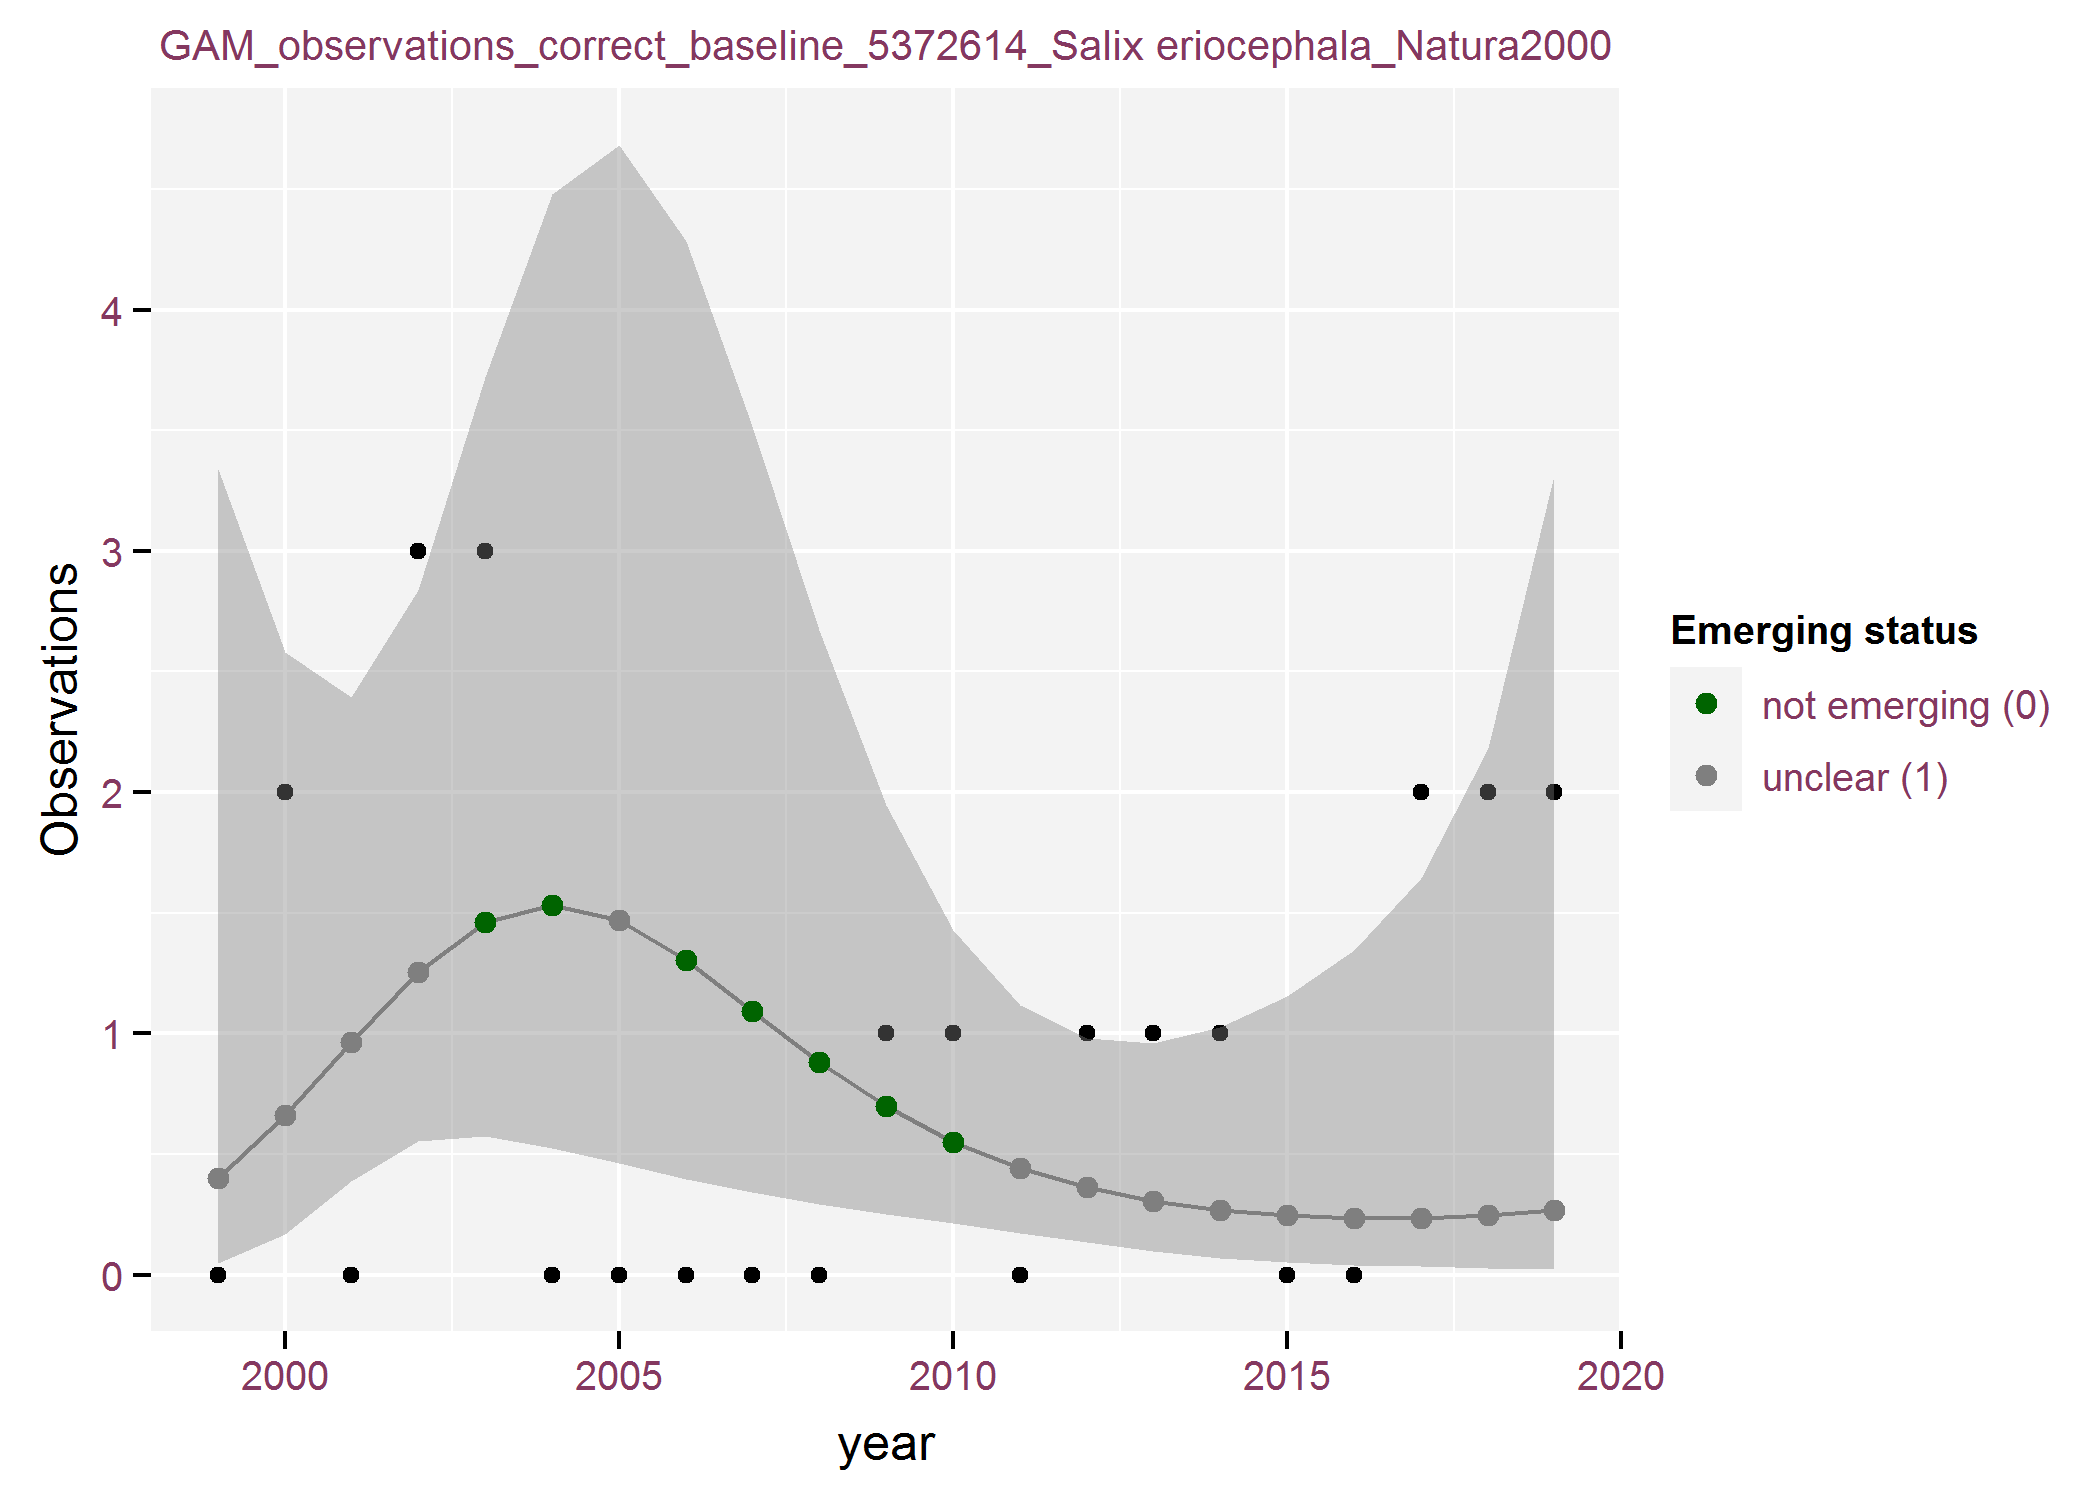 GAM_observations_correct_baseline_5372614_Salix eriocephala_Natura2000
Observations
4
3
2
1
0
2000 2005 2010 2015 2020
year
Emerging status
not emerging (0)
unclear (1)